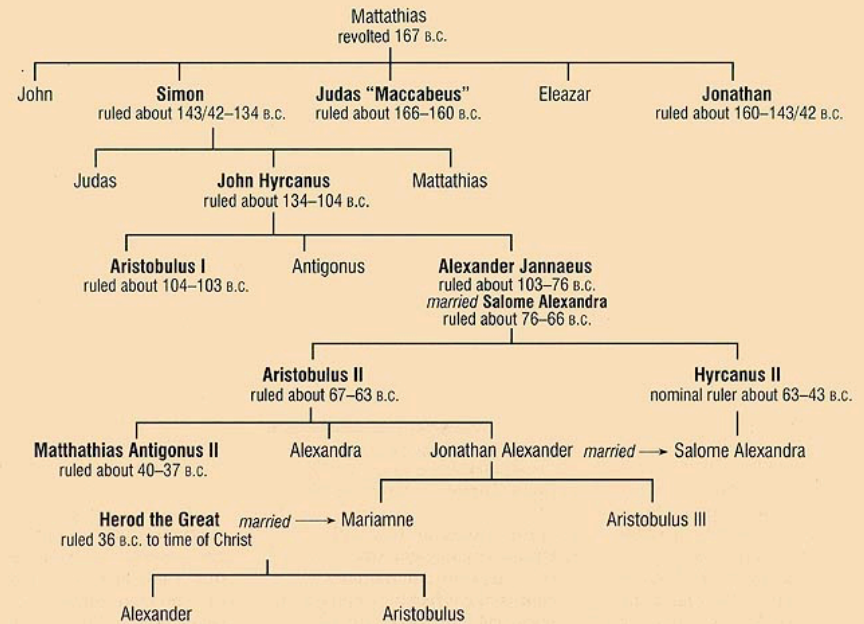 Mattathias
revolted 167 B.C.
John
Simon
ruled about 143/42–134 B.C.
Judas “Maccabeus”
ruled about 166–160 B.C.
Eleazar
Jonathan
ruled about 160–143/42 B.C.
Judas
John Hyrcanus
ruled about 134–104 B.C.
Mattathias
Aristobulus I
ruled about 104–103 B.C.
Antigonus
Alexander Jannaeus
ruled about 103–76 B.C.
married Salome Alexandra
ruled about 76–66 B.C.
Aristobulus II
ruled about 67–63 B.C.
Hyrcanus II
nominal ruler about 63–43 B.C.
Matthathias Antigonus II
ruled about 40–37 B.C.
Alexandra
Jonathan Alexander married → Salome Alexandra
Herod the Great married → Mariamne
ruled 36 B.C. to time of Christ
Aristobulus III
Alexander
Aristobulus